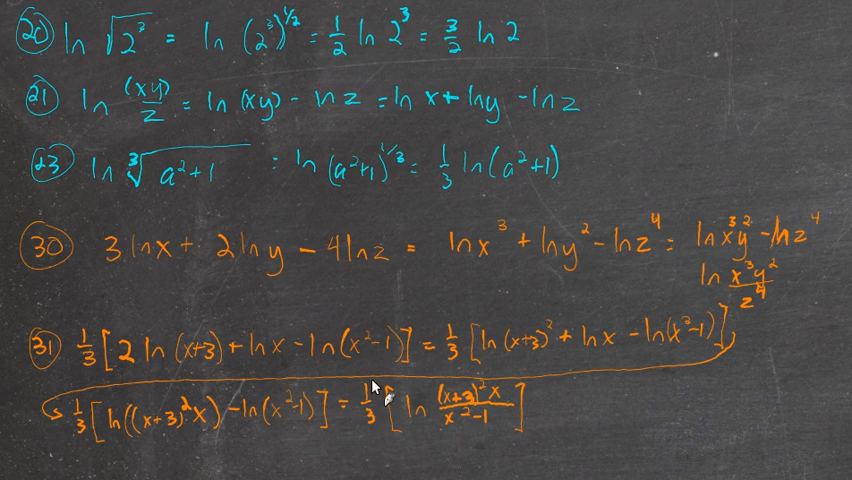 20 ln √2³ = ln (2³)^1/2 = 1/2 ln 2³ = 3/2 ln 2
21 ln (xy)/z = ln (xy) - ln z = ln x + ln y - ln z
23 ln ³√a²+1 = ln (a²+1)^1/3 = 1/3 ln (a²+1)
30 3 ln x + 2 ln y - 4 ln z = ln x³ + ln y² - ln z⁴ = ln x³y² - ln z⁴
ln x³y²/z⁴
31 1/3 [2 ln (x+3) + ln x - ln (x²-1)] = 1/3 [ln (x+3)² + ln x - ln (x²-1)]
1/3 [ln ((x+3)² x) - ln (x²-1)] = 1/3 [ln (x+3)² x/x²-1]